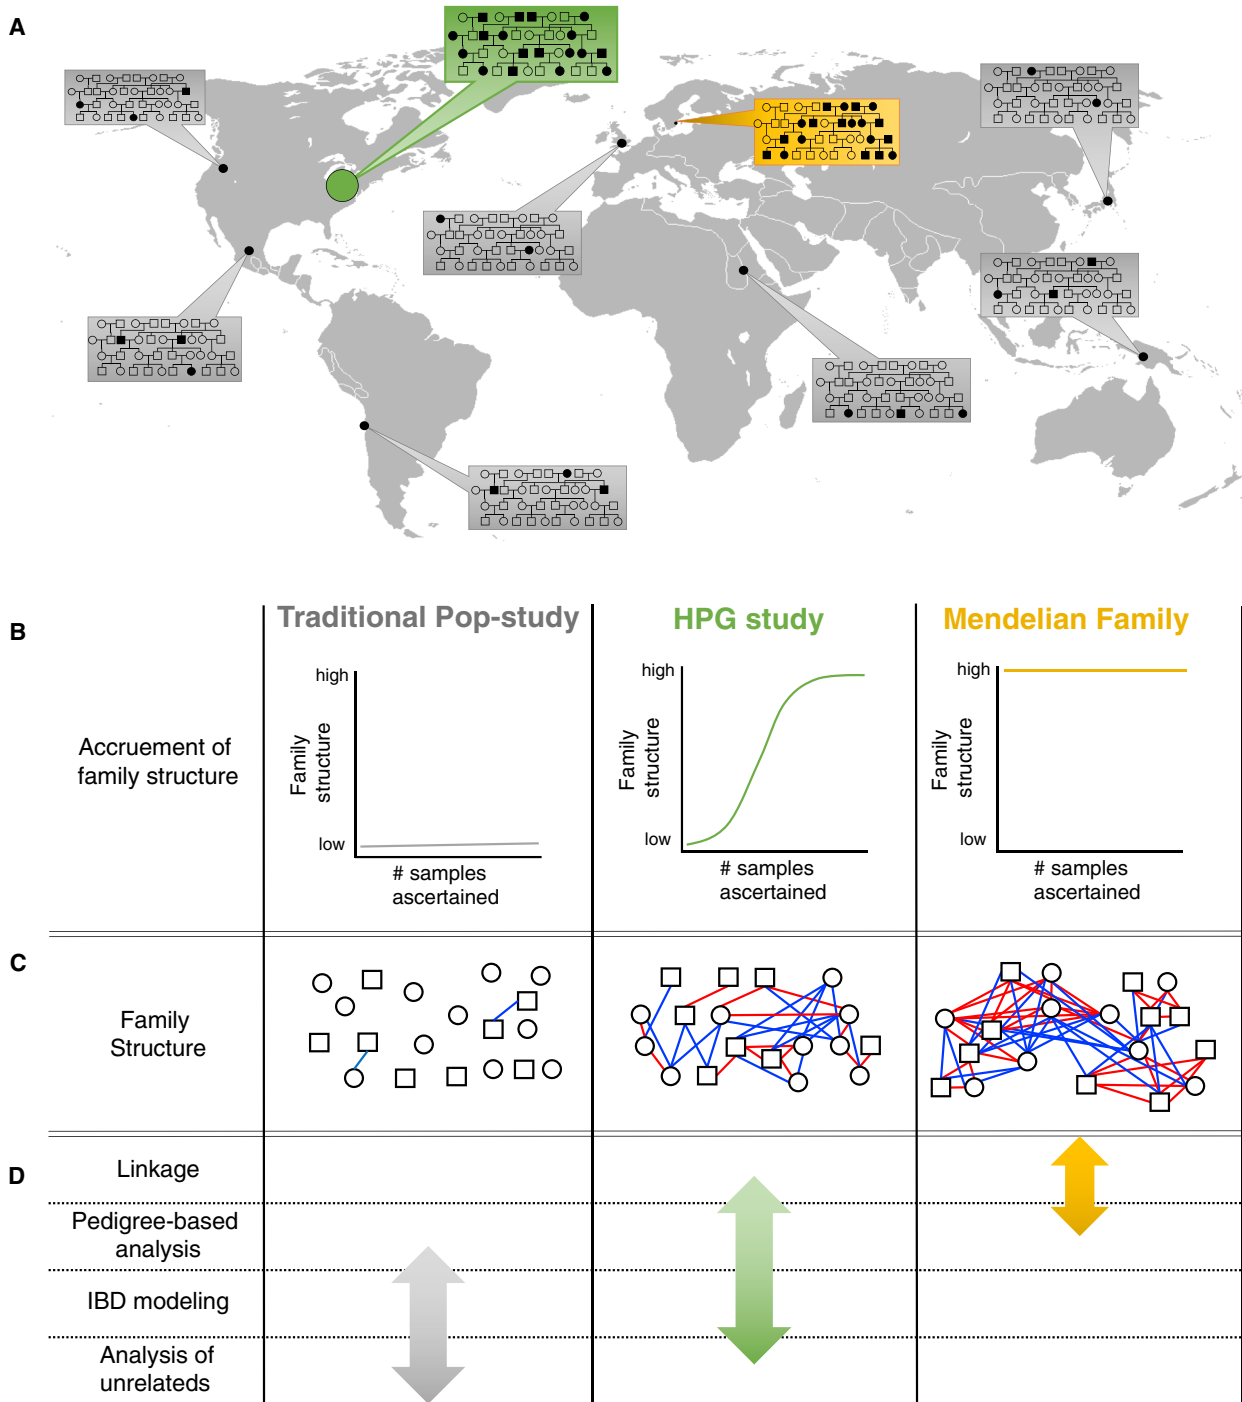 A
B
Traditional Pop-study
HPG study
Mendelian Family
Accruement of
family structure
high
Family
structure
low
# samples
ascertained
high
Family
structure
low
# samples
ascertained
high
Family
structure
low
# samples
ascertained
C
Family
Structure
D
Linkage
Pedigree-based
analysis
IBD modeling
Analysis of
unrelateds